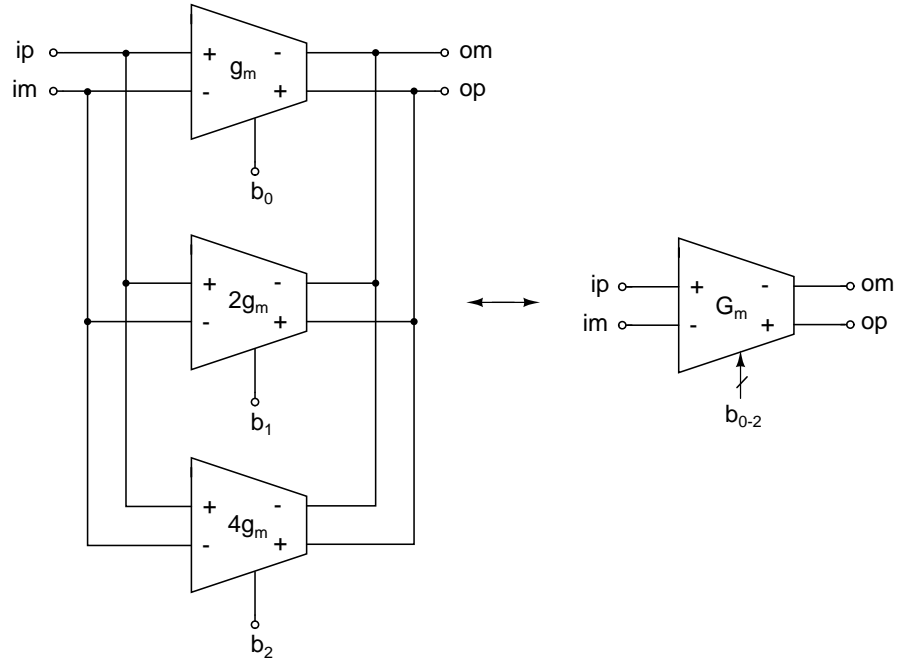 ip + gₘ - om
im - + op
b₀
+ 2gₘ -
- +
b₁
+ 4gₘ -
- +
b₂
ip + Gₘ - om
im - + op
b₀₋₂